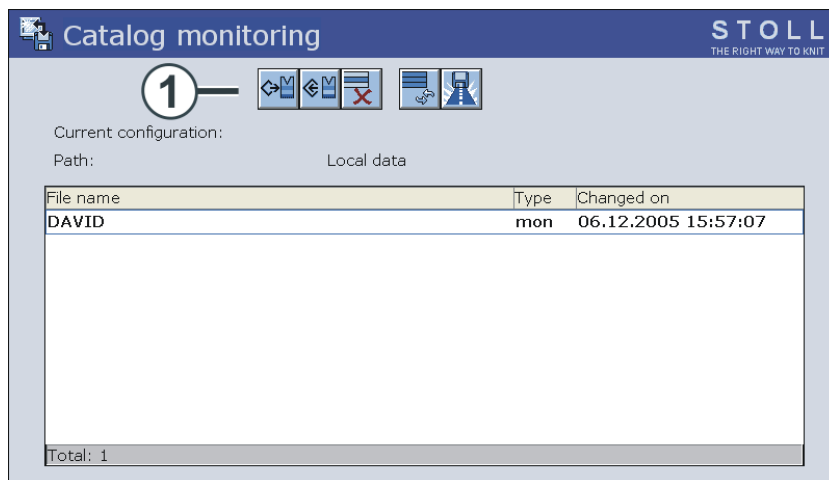 Catalog monitoring
STOLL
THE RIGHT WAY TO KNIT
1
Current configuration:
Path: Local data
File name Type Changed on
DAVID mon 06.12.2005 15:57:07
Total: 1